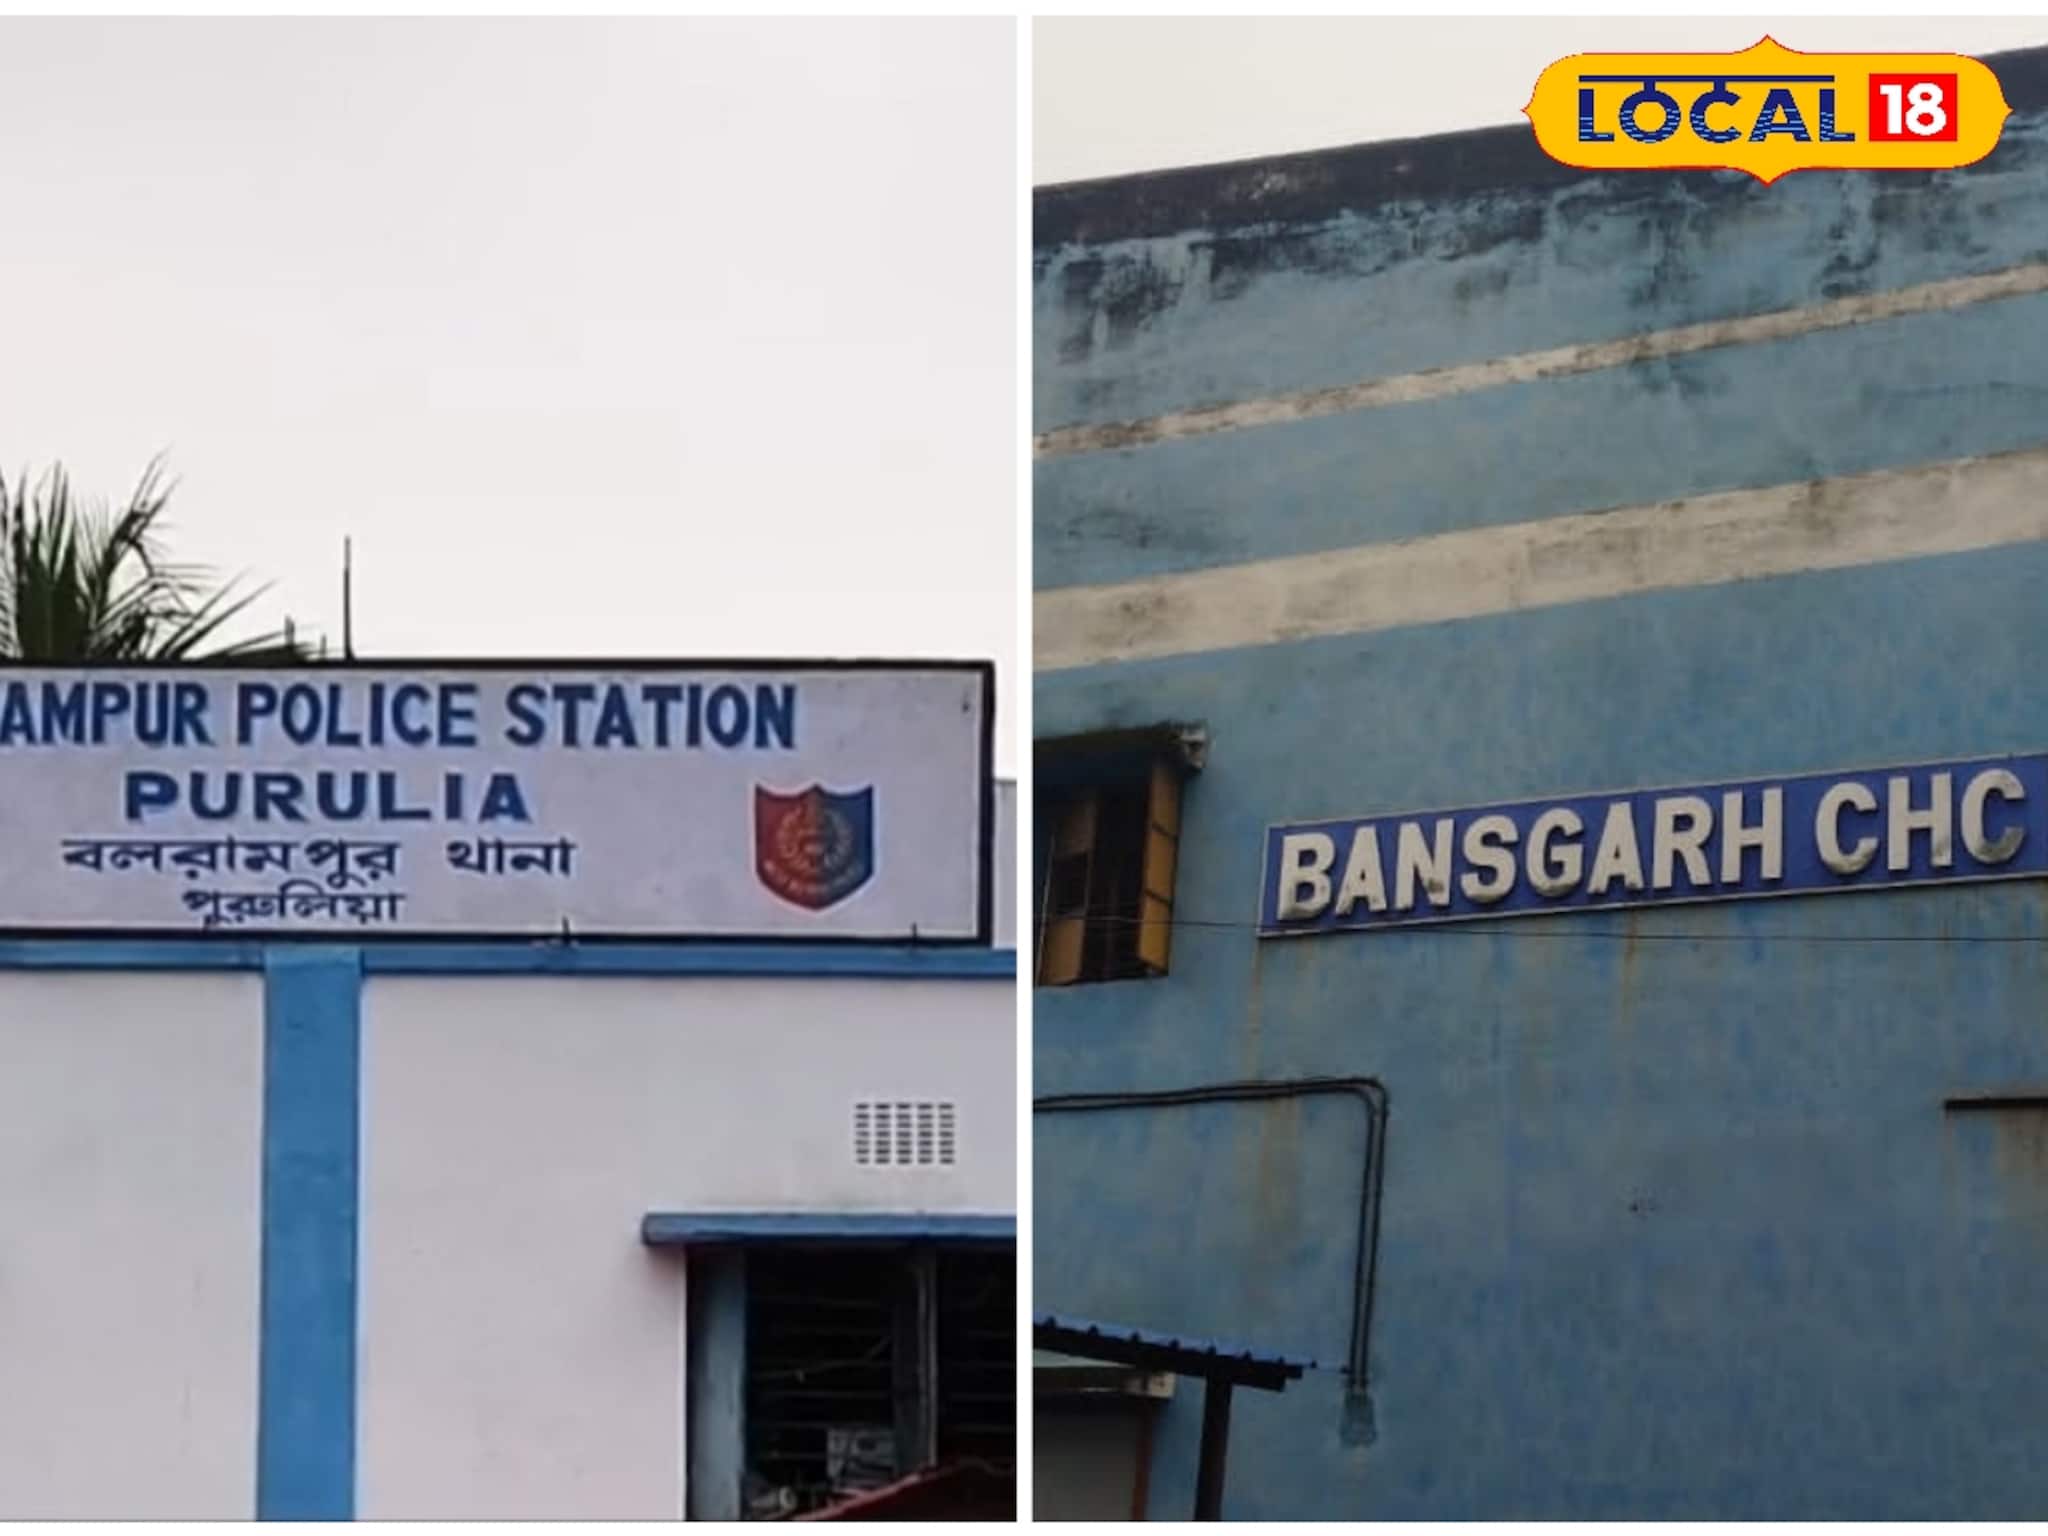 AMPUR POLICE STATION
PURULIA
বলরামপুর থানা
পুরুলিয়া
LOCAL 18
BANSGARH CHC